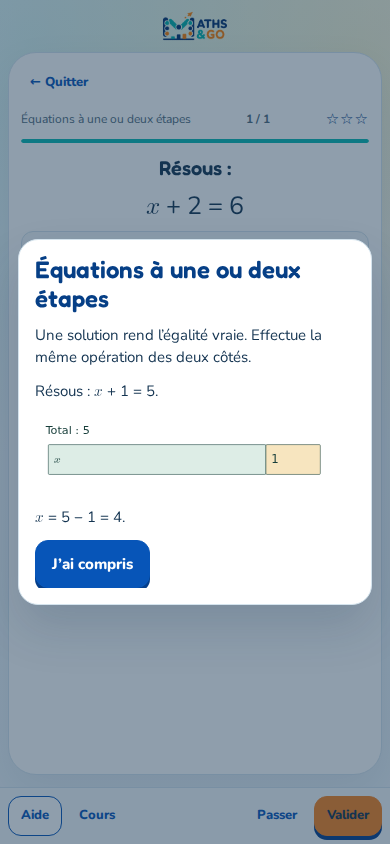 MATHS
&GO
← Quitter
Équations à une ou deux étapes 1 / 1 ☆☆☆
Résous :
x + 2 = 6
Équations à une ou deux
étapes
Une solution rend l’égalité vraie. Effectue la
même opération des deux côtés.
Résous : x + 1 = 5.
Total : 5
x 1
x = 5 − 1 = 4.
J’ai compris
Aide Cours Passer Valider